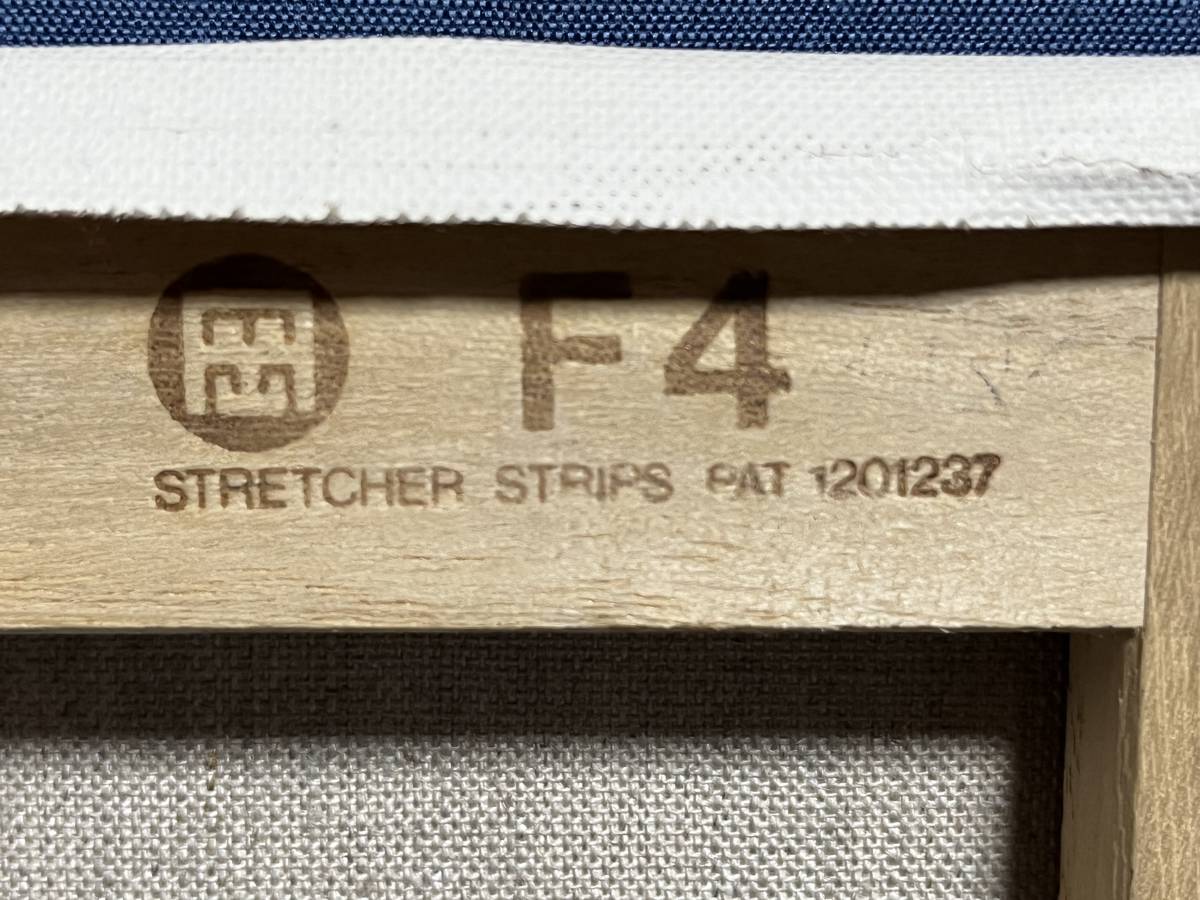 F4
STRETCHER STRIPS PAT 1201237